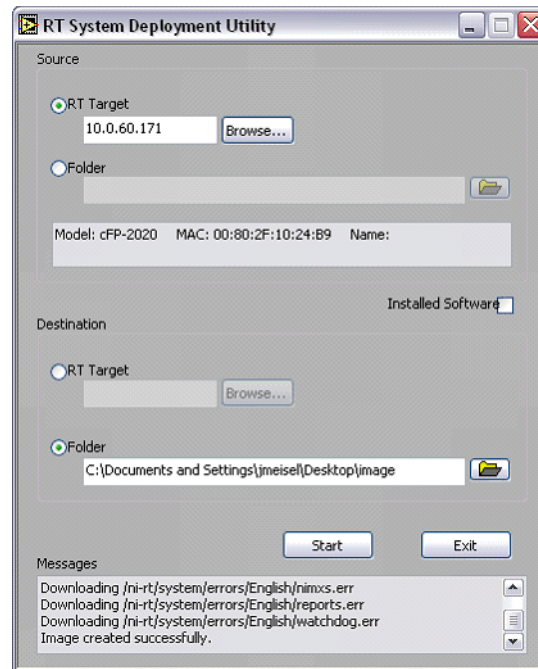 RT System Deployment Utility
Source
RT Target
10.0.60.171 Browse...
Folder
Model: cFP-2020 MAC: 00:80:2F:10:24:B9 Name:
Installed Software
Destination
RT Target
Browse...
Folder
C:\Documents and Settings\jmeisel\Desktop\image
Start Exit
Messages
Downloading /ni-rt/system/errors/English/nimxs.err
Downloading /ni-rt/system/errors/English/reports.err
Downloading /ni-rt/system/errors/English/watchdog.err
Image created successfully.